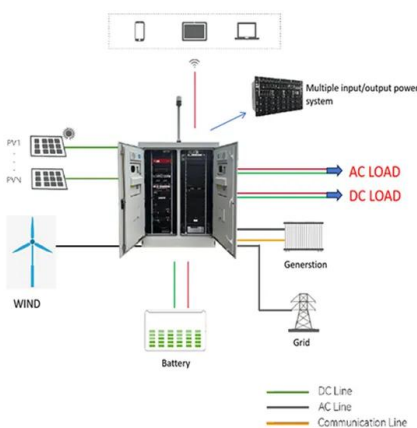 Multiple input/output power
system
PV1
PVN
AC LOAD
DC LOAD
WIND
Generstion
Grid
Battery
DC Line
AC Line
Communication Line